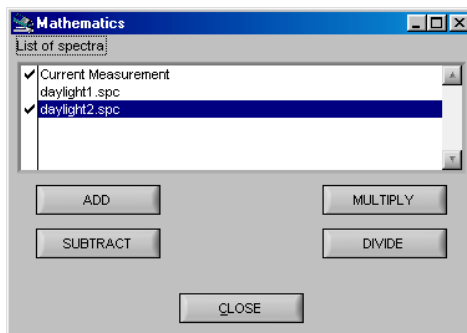 Mathematics
List of spectra
Current Measurement
daylight1.spc
daylight2.spc
ADD
MULTIPLY
SUBTRACT
DIVIDE
CLOSE